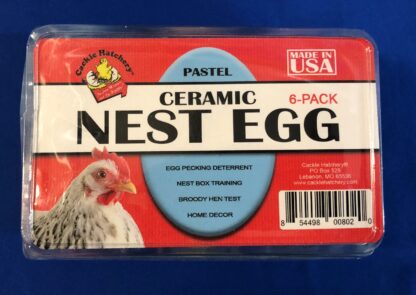 Cackle Hatchery®
PASTEL
MADE IN
USA
CERAMIC
6-PACK
NEST EGG
EGG PECKING DETERRENT
NEST BOX TRAINING
BROODY HEN TEST
HOME DECOR
Cackle Hatchery®
PO Box 529
Lebanon, MO 65536
www.cacklehatchery.com
8 54498 00802 0